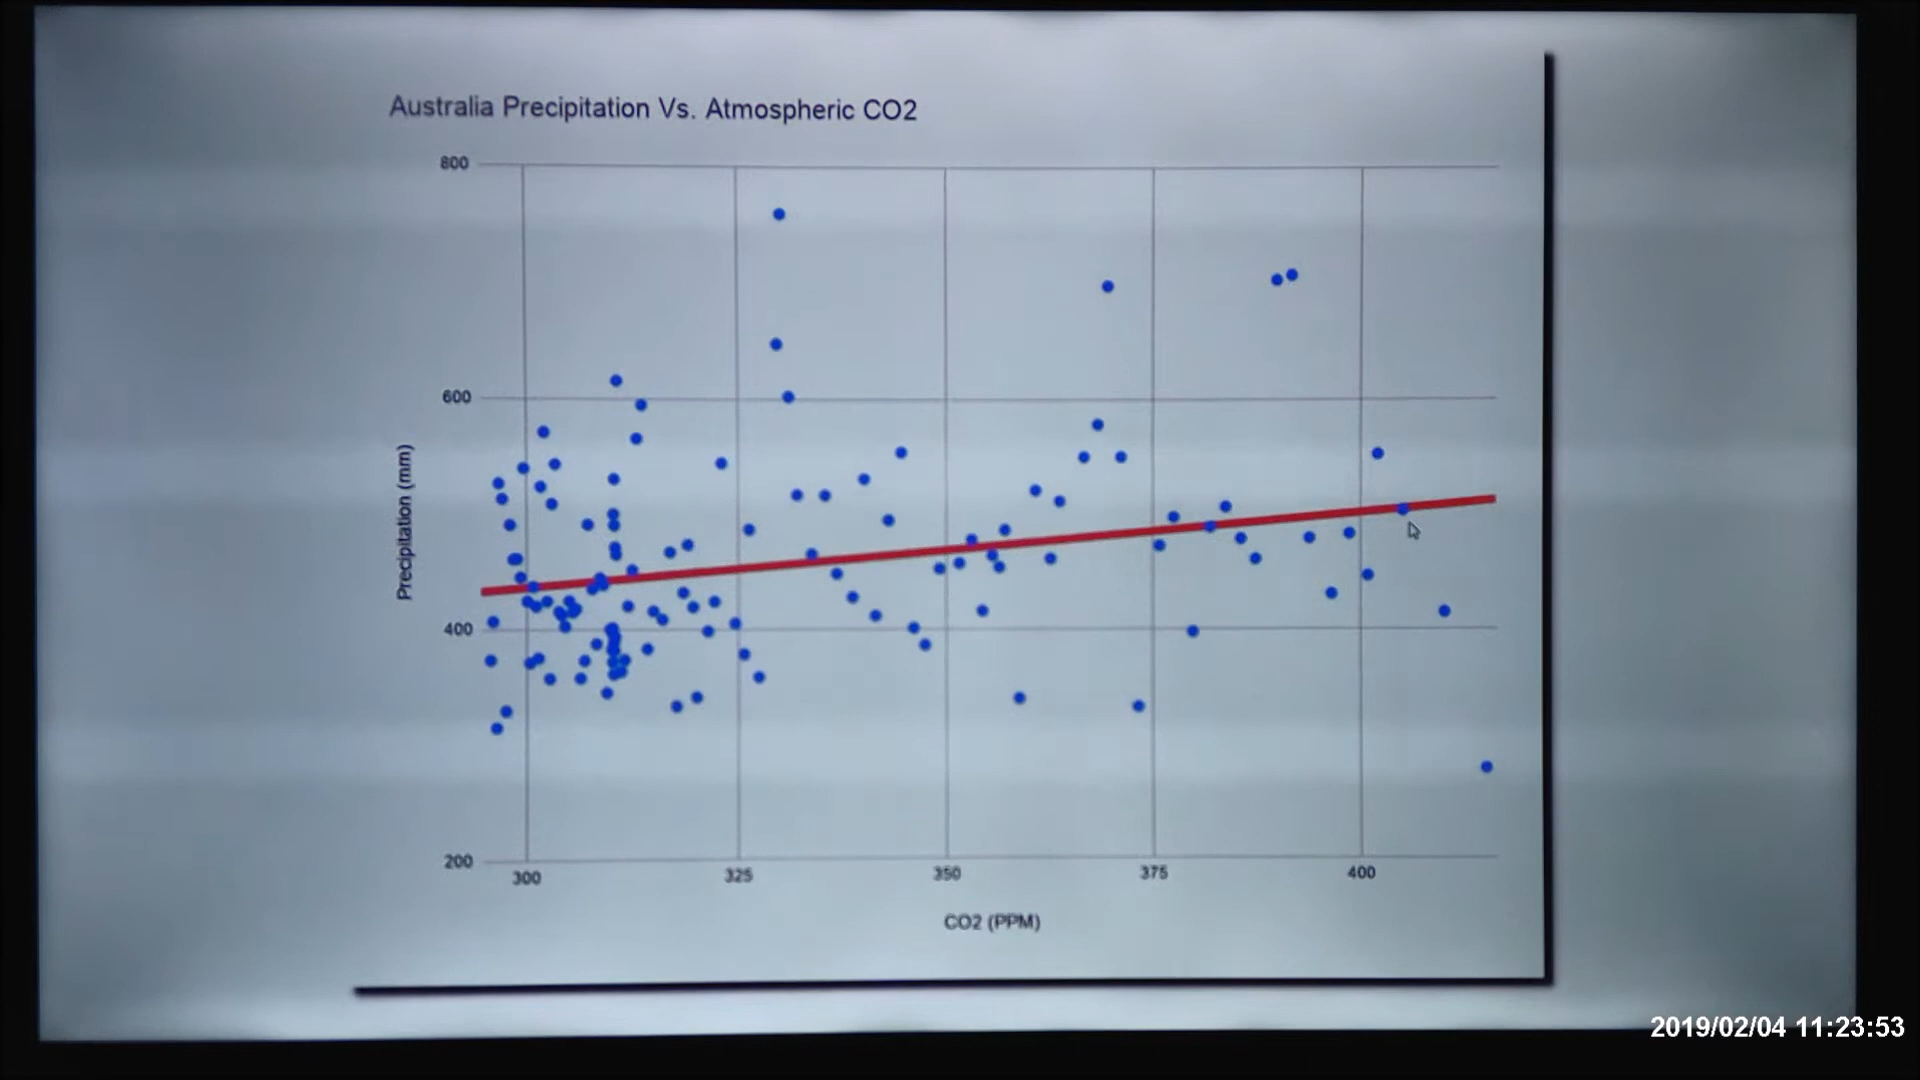 Australia Precipitation Vs. Atmospheric CO2
800
600
Precipitation (mm)
400
200
300 325 350 375 400
CO2 (PPM)
2019/02/04 11:23:53